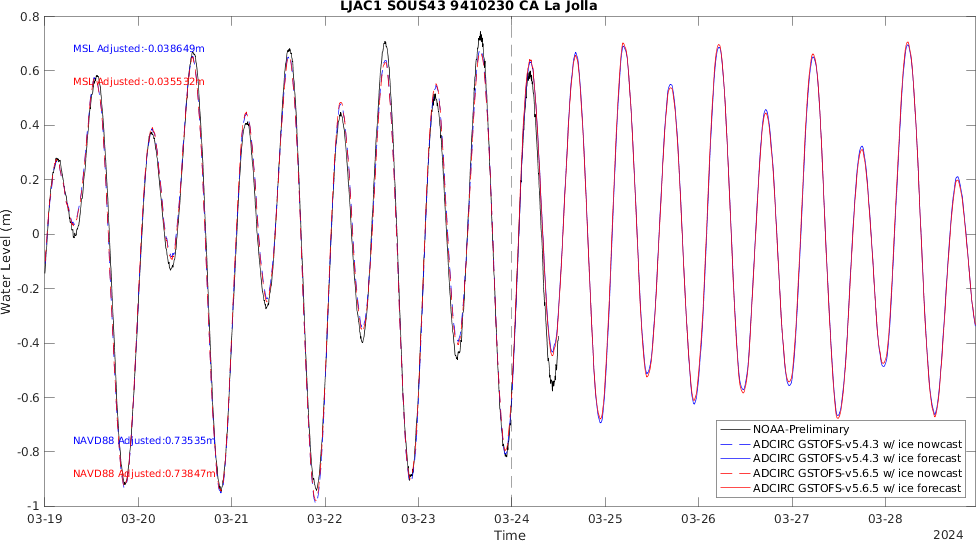 LJAC1 SOUS43 9410230 CA La Jolla
0.8
0.6
0.4
0.2
0
-0.2
-0.4
-0.6
-0.8
-1
Water Level (m)
MSL Adjusted:-0.038649m
MSL Adjusted:-0.035532m
NAVD88 Adjusted:0.73535m
NAVD88 Adjusted:0.73847m
NOAA-Preliminary
ADCIRC GSTOFS-v5.4.3 w/ ice nowcast
ADCIRC GSTOFS-v5.4.3 w/ ice forecast
ADCIRC GSTOFS-v5.6.5 w/ ice nowcast
ADCIRC GSTOFS-v5.6.5 w/ ice forecast
03-19 03-20 03-21 03-22 03-23 03-24 03-25 03-26 03-27 03-28
Time
2024